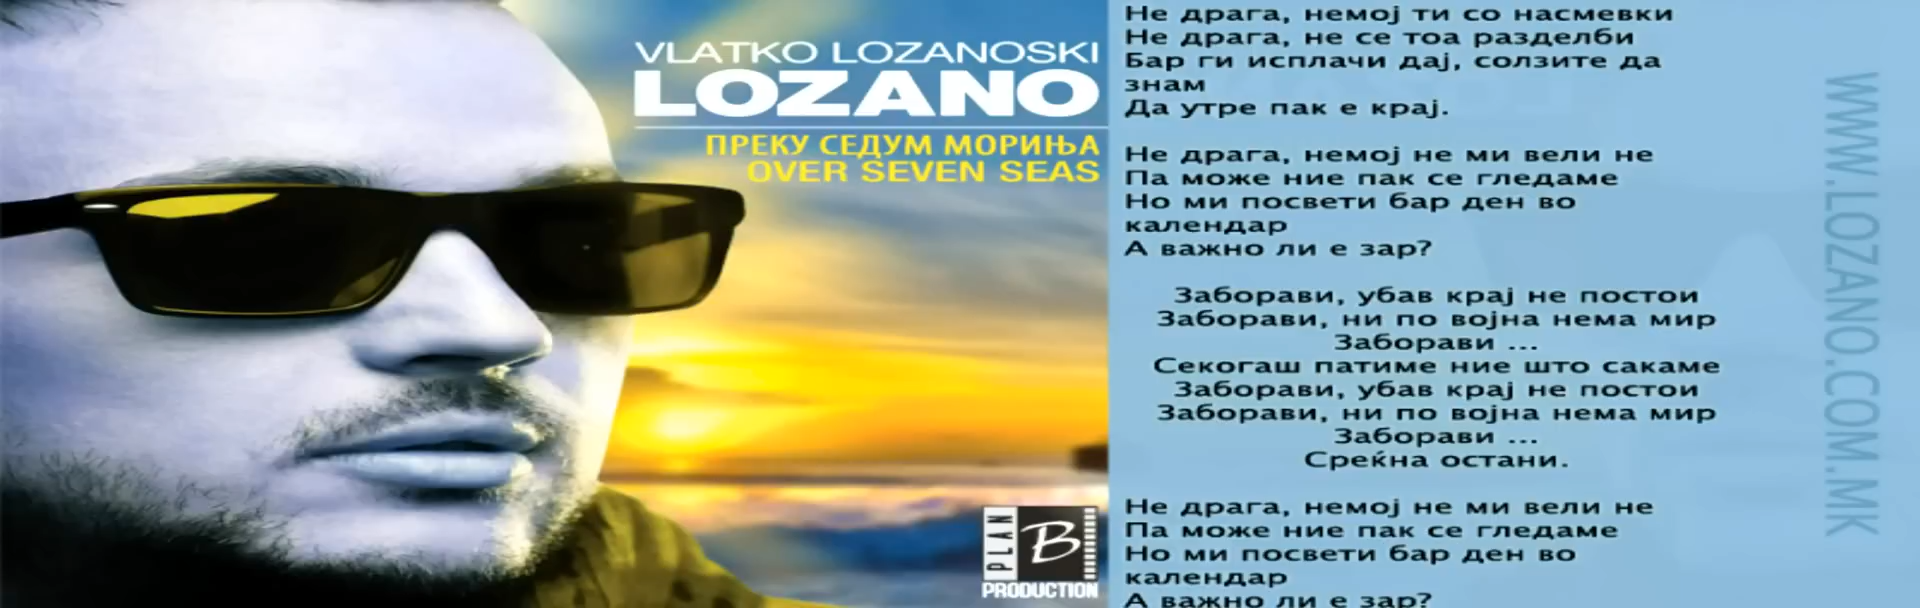 VLATKO LOZANOSKI
LOZANO
ПРЕКУ СЕДУМ МОРИЊА
OVER SEVEN SEAS
PLAN B
PRODUCTION
Не драга, немој ти со насмевки
Не драга, не се тоа разделби
Бар ги исплачи дај, солзите да
знам
Да утре пак е крај.
Не драга, немој не ми вели не
Па може ние пак се гледаме
Но ми посвети бар ден во
календар
А важно ли е зар?
Заборави, убав крај не постои
Заборави, ни по војна нема мир
Заборави ...
Секогаш патиме ние што сакаме
Заборави, убав крај не постои
Заборави, ни по војна нема мир
Заборави ...
Среќна остани.
Не драга, немој не ми вели не
Па може ние пак се гледаме
Но ми посвети бар ден во
календар
А важно ли е зар?
WWW.LOZANO.COM.MK